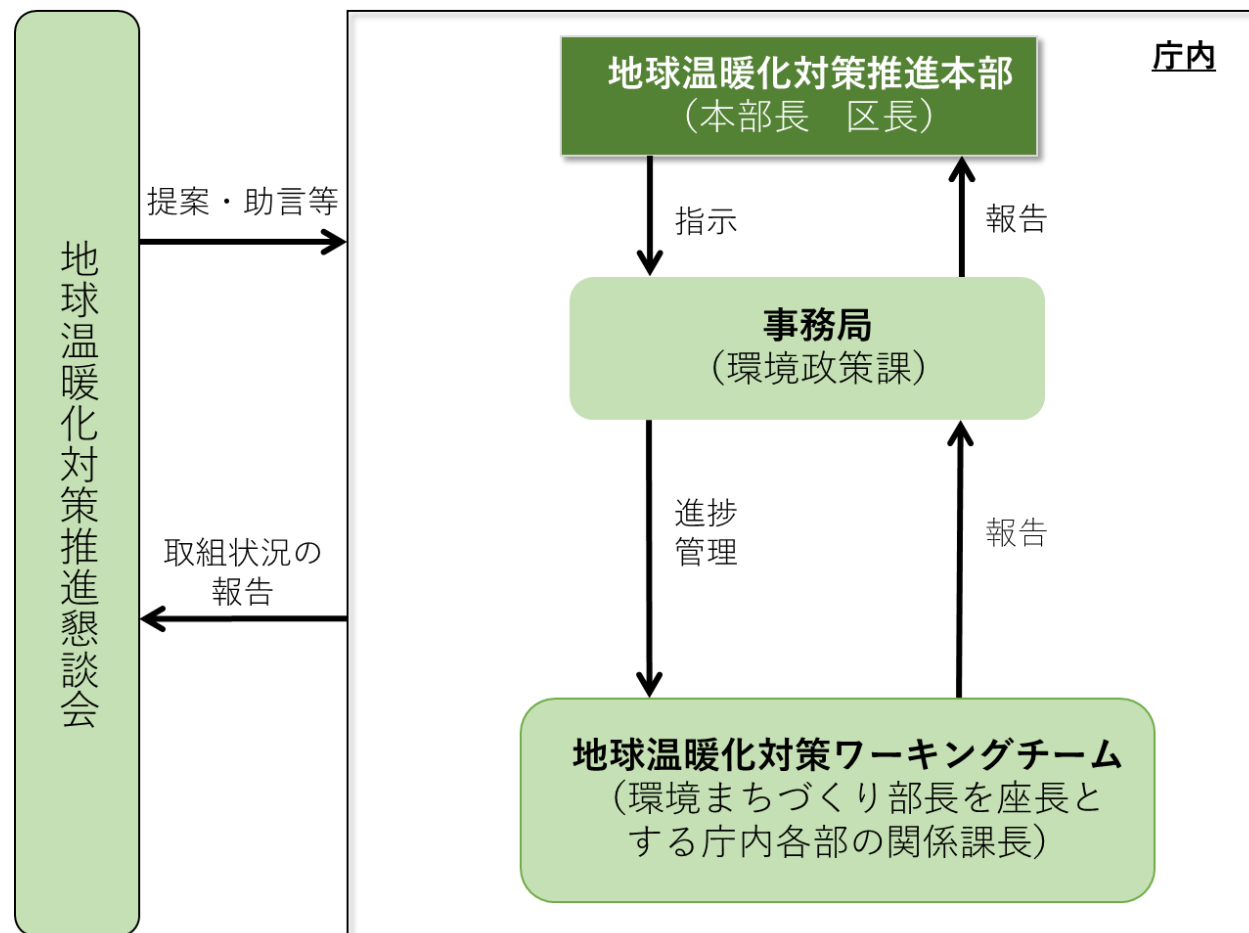 庁内
地球温暖化対策推進本部
（本部長　区長）
提案・助言等
指示
報告
地球温暖化対策推進懇談会
事務局
（環境政策課）
進捗
管理
報告
取組状況の
報告
地球温暖化対策ワーキングチーム
（環境まちづくり部長を座長と
する庁内各部の関係課長）